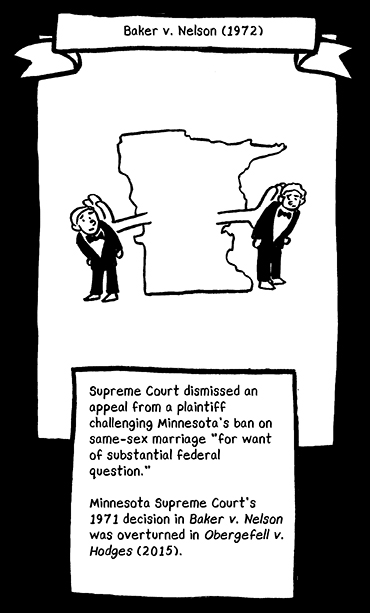 Baker v. Nelson (1972)
Supreme Court dismissed an
appeal from a plaintiff
challenging Minnesota's ban on
same-sex marriage "for want
of substantial federal
question."
Minnesota Supreme Court's
1971 decision in Baker v. Nelson
was overturned in Obergefell v.
Hodges (2015).